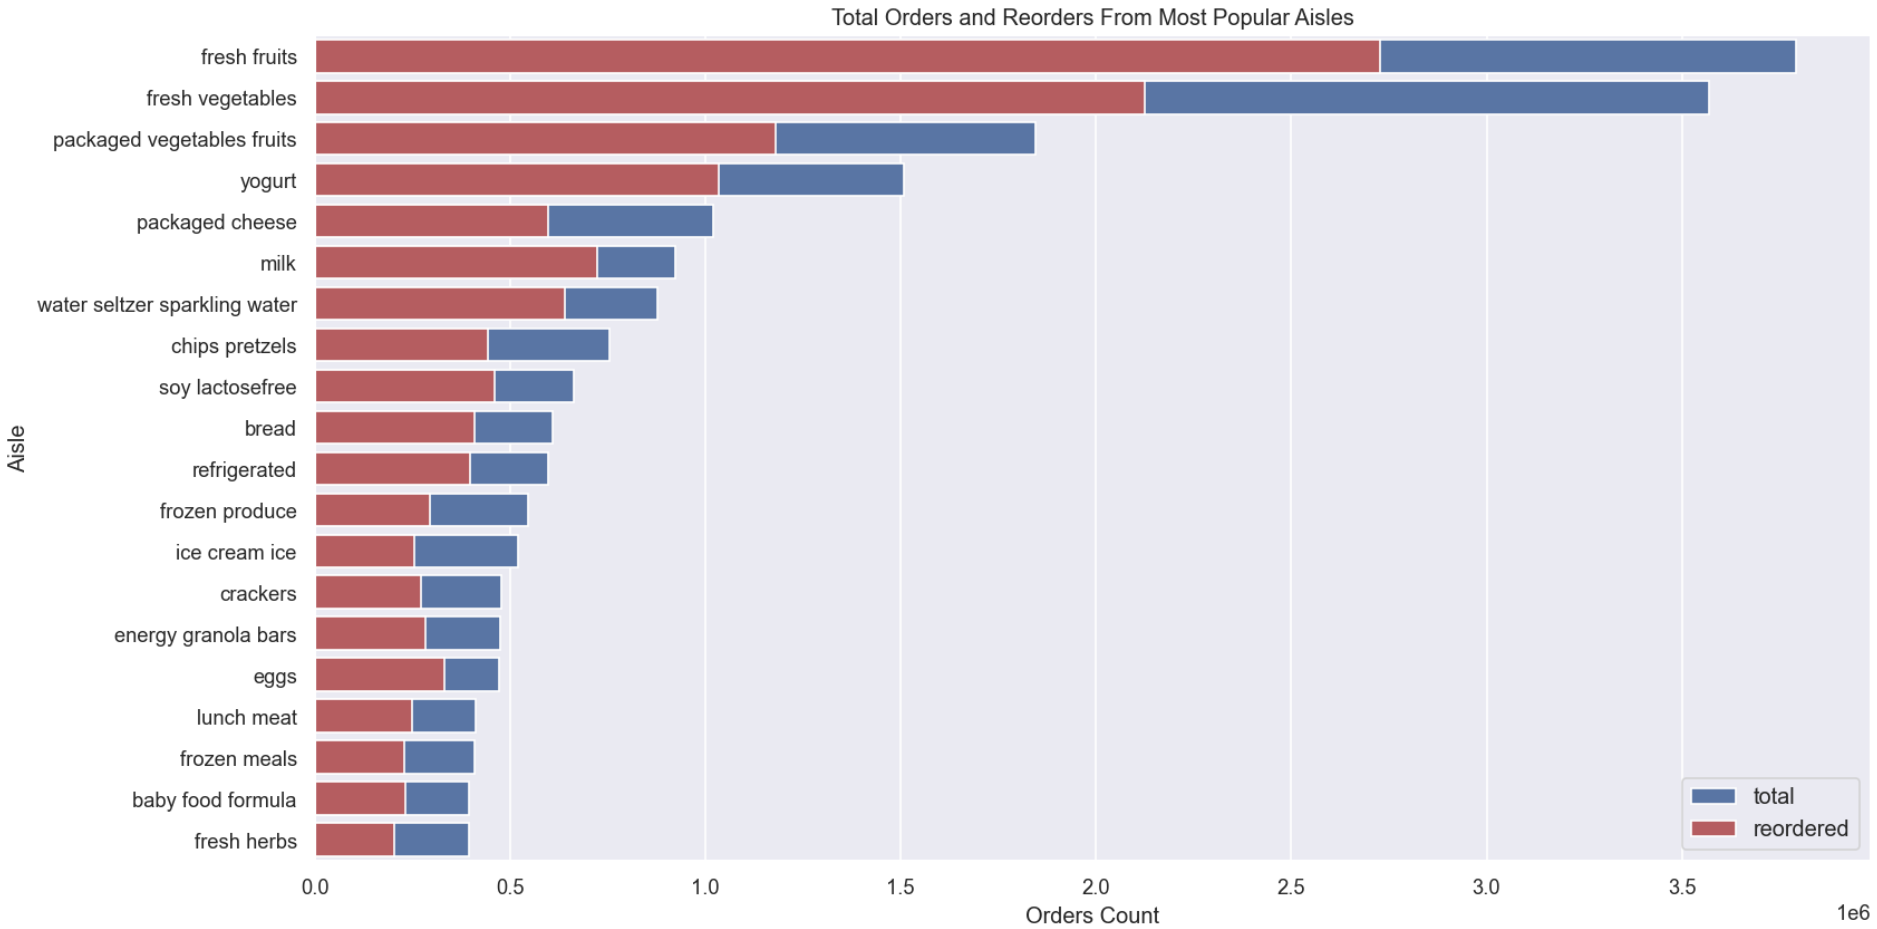 Total Orders and Reorders From Most Popular Aisles
fresh fruits
fresh vegetables
packaged vegetables fruits
yogurt
packaged cheese
milk
water seltzer sparkling water
chips pretzels
soy lactosefree
bread
refrigerated
frozen produce
ice cream ice
crackers
energy granola bars
eggs
lunch meat
frozen meals
baby food formula
fresh herbs
Aisle
total
reordered
0.0 0.5 1.0 1.5 2.0 2.5 3.0 3.5
Orders Count
1e6